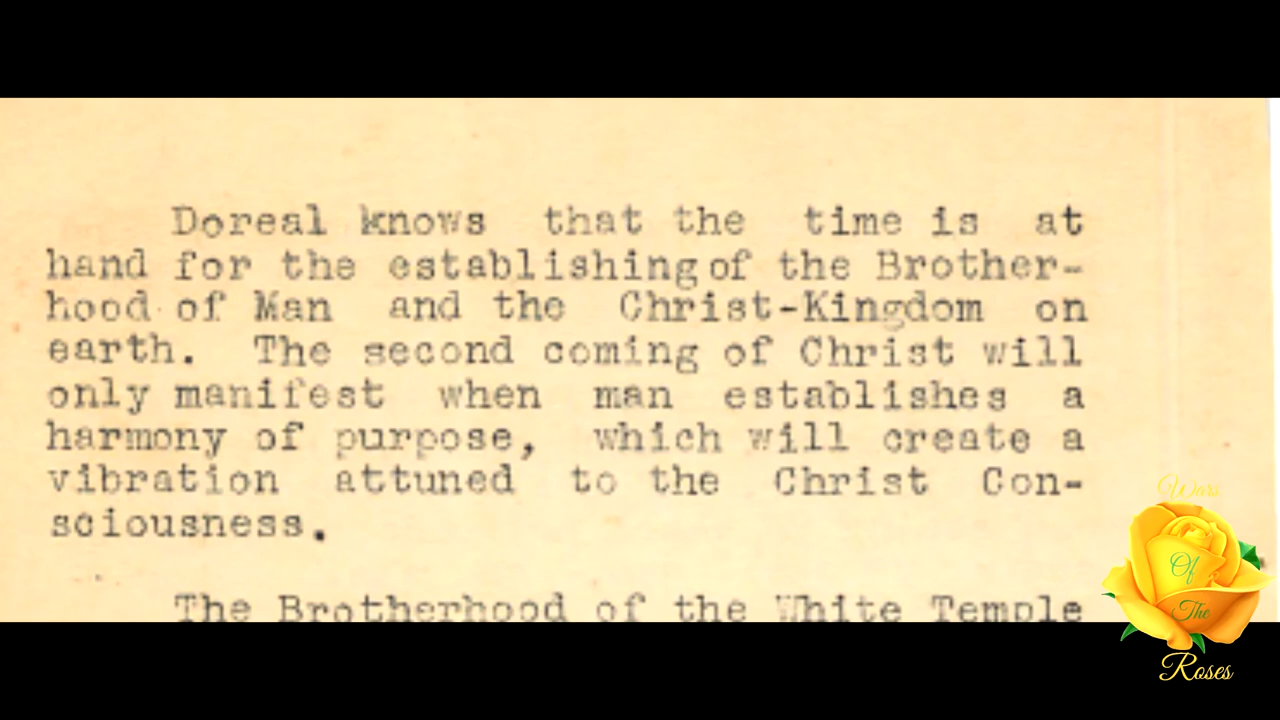 Doreal knows that the time is at
hand for the establishing of the Brother-
hood of Man and the Christ-Kingdom on
earth. The second coming of Christ will
only manifest when man establishes a
harmony of purpose, which will create a
vibration attuned to the Christ Con-
sciousness.
The Brotherhood of the White Temple
Wars
Of
The
Roses